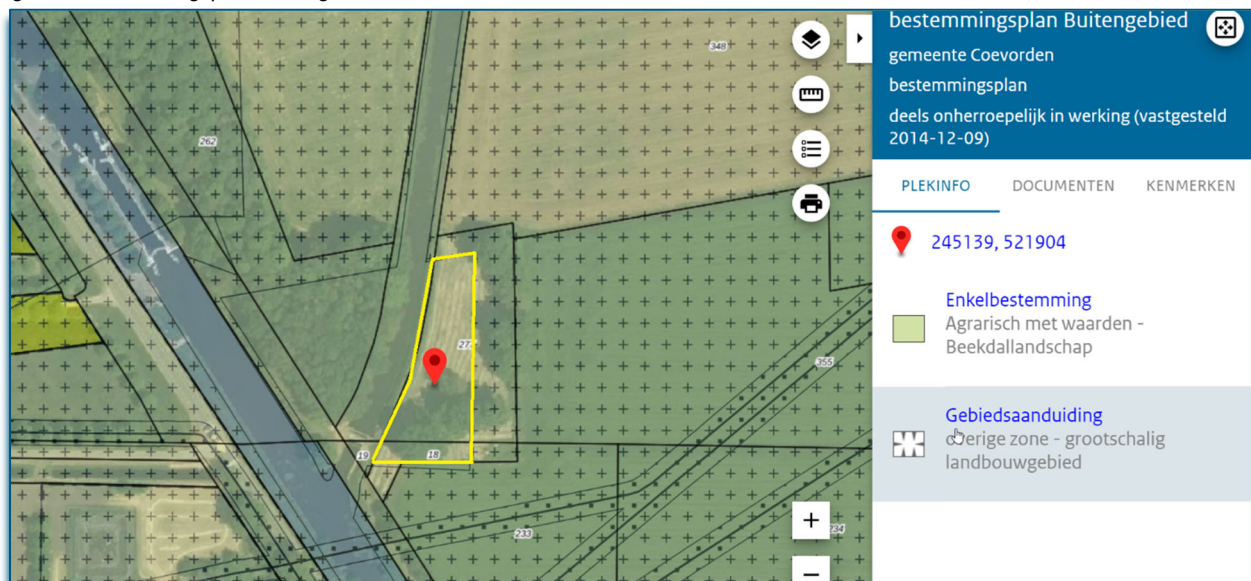 bestemmingsplan Buitengebied
gemeente Coevorden
bestemmingsplan
deels onherroepelijk in werking (vastgesteld
2014-12-09)
PLEKINFO DOCUMENTEN KENMERKEN
245139, 521904
Enkelbestemming
Agrarisch met waarden -
Beekdallandschap
Gebiedsaanduiding
overige zone - grootschalig
landbouwgebied
348
262
355
19 18
233
234